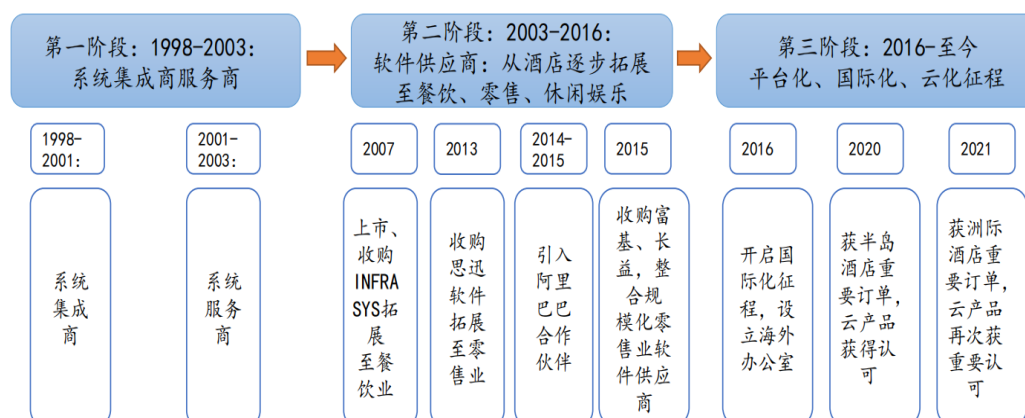 第一阶段：1998-2003：
系统集成商服务商
第二阶段：2003-2016：
软件供应商：从酒店逐步拓展
至餐饮、零售、休闲娱乐
第三阶段：2016-至今
平台化、国际化、云化征程
1998-
2001：
2001-
2003：
2007
2013
2014-
2015
2015
2016
2020
2021
系统
集成
商
系统
服务
商
上市、
收购
INFRA
SYS拓
展至餐
饮业
收购
思迅
软件
拓展
至零
售业
引入
阿里
巴巴
合作
伙伴
收购富
基、长
益，整
合规
模化零
售业软
件供应
商
开启国
际化征
程，设
立海外
办公室
获半岛
酒店重
要订单，
云产品
获得认
可
获洲际
酒店重
要订单，
云产品
再次获
重要认
可